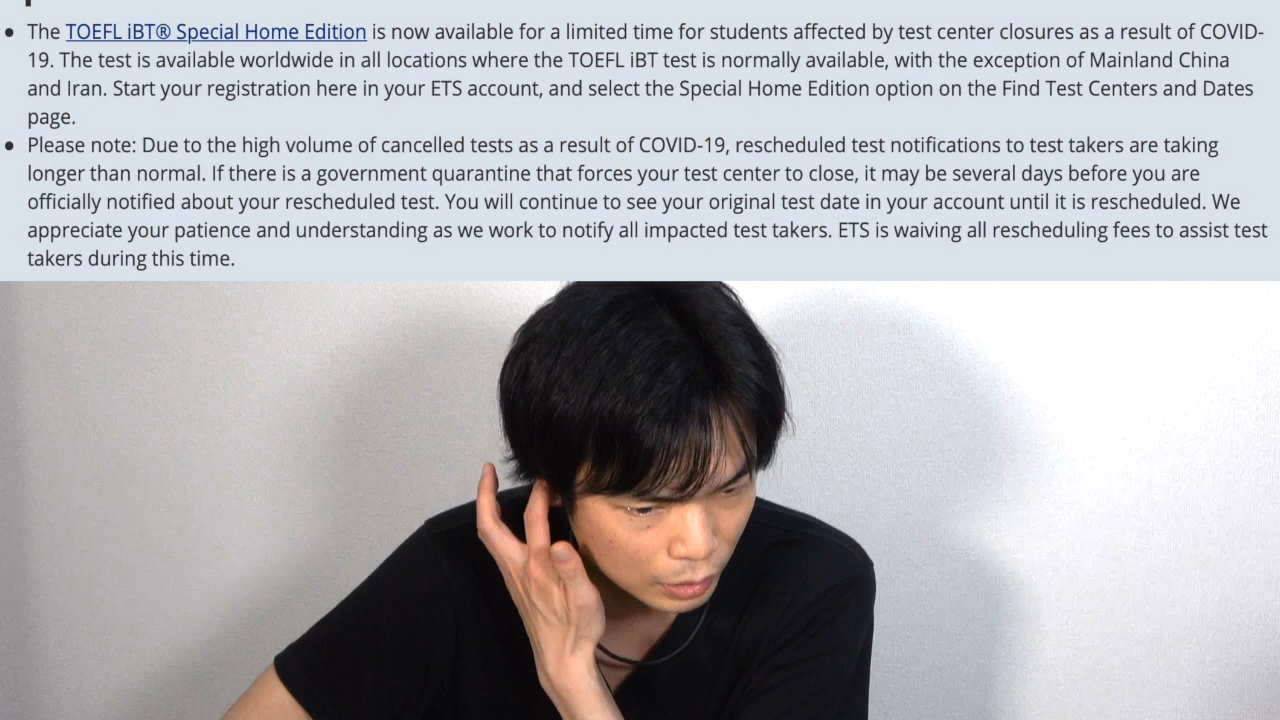 The TOEFL iBT® Special Home Edition is now available for a limited time for students affected by test center closures as a result of COVID-
19. The test is available worldwide in all locations where the TOEFL iBT test is normally available, with the exception of Mainland China
and Iran. Start your registration here in your ETS account, and select the Special Home Edition option on the Find Test Centers and Dates
page.
Please note: Due to the high volume of cancelled tests as a result of COVID-19, rescheduled test notifications to test takers are taking
longer than normal. If there is a government quarantine that forces your test center to close, it may be several days before you are
officially notified about your rescheduled test. You will continue to see your original test date in your account until it is rescheduled. We
appreciate your patience and understanding as we work to notify all impacted test takers. ETS is waiving all rescheduling fees to assist test
takers during this time.